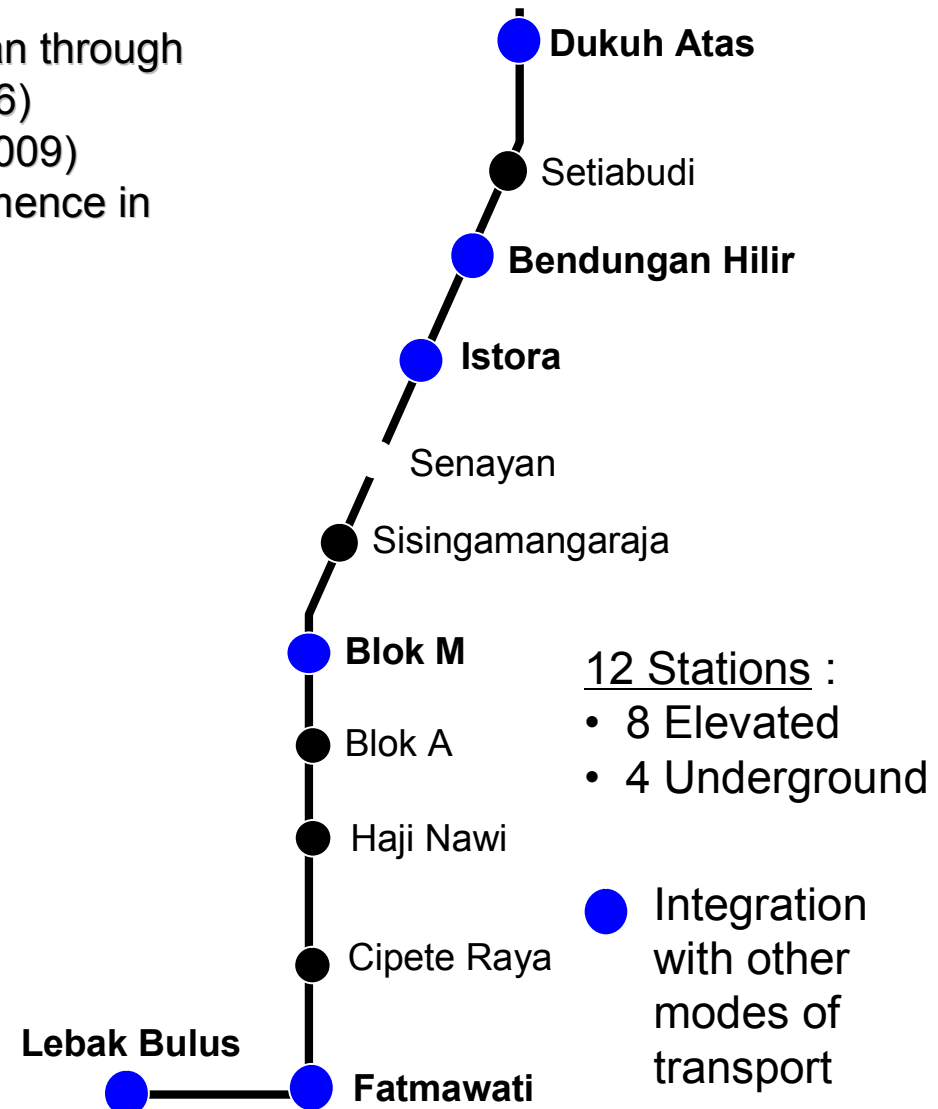 an through
6)
009)
nence in
Dukuh Atas
Setiabudi
Bendungan Hilir
Istora
Senayan
Sisingamangaraja
Blok M
Blok A
Haji Nawi
Cipete Raya
Lebak Bulus
Fatmawati
12 Stations :
• 8 Elevated
• 4 Underground
Integration
with other
modes of
transport